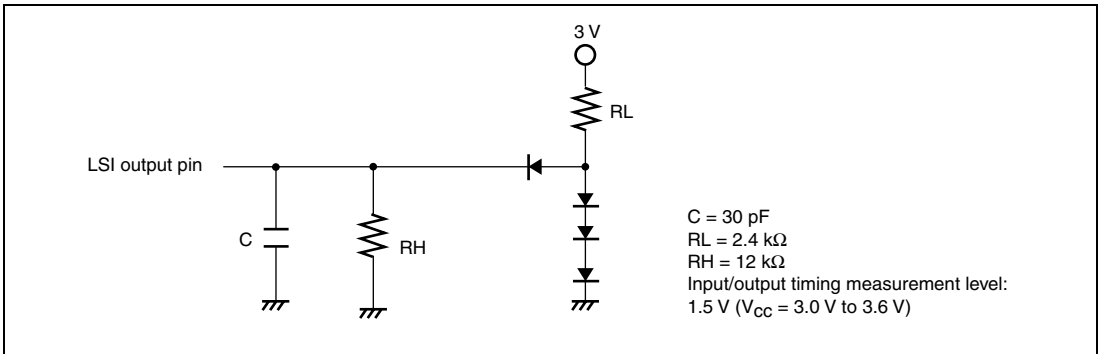 3 V
RL
LSI output pin
C
RH
C = 30 pF
RL = 2.4 kΩ
RH = 12 kΩ
Input/output timing measurement level:
1.5 V (VCC = 3.0 V to 3.6 V)